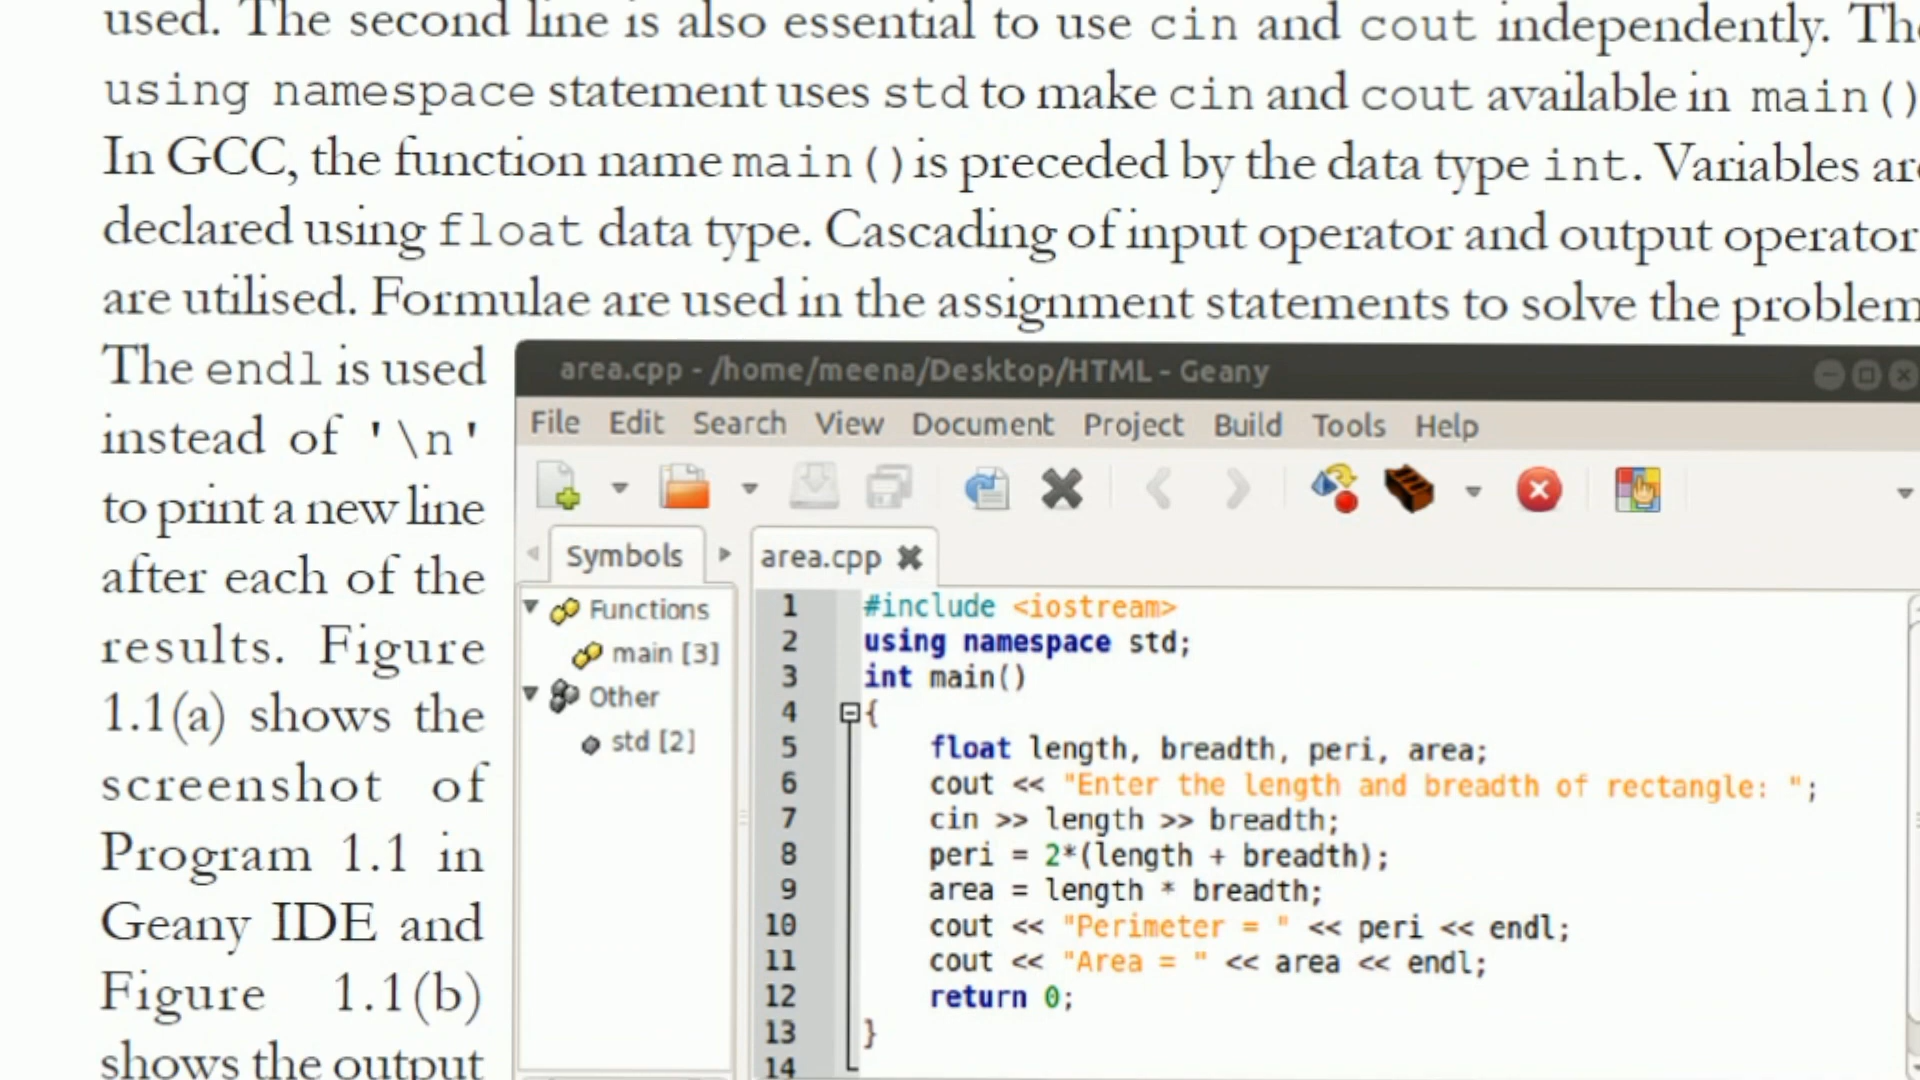 used. The second line is also essential to use cin and cout independently. The
using namespace statement uses std to make cin and cout available in main()
In GCC, the function name main() is preceded by the data type int. Variables are
declared using float data type. Cascading of input operator and output operator
are utilised. Formulae are used in the assignment statements to solve the problem
The endl is used
instead of '\n'
to print a new line
after each of the
results. Figure
1.1(a) shows the
screenshot of
Program 1.1 in
Geany IDE and
Figure 1.1(b)
shows the output
area.cpp - /home/meena/Desktop/HTML - Geany
File Edit Search View Document Project Build Tools Help
Symbols
Functions
main [3]
Other
std [2]
area.cpp
1 #include <iostream>
2 using namespace std;
3 int main()
4 {
5 float length, breadth, peri, area;
6 cout << "Enter the length and breadth of rectangle: ";
7 cin >> length >> breadth;
8 peri = 2*(length + breadth);
9 area = length * breadth;
10 cout << "Perimeter = " << peri << endl;
11 cout << "Area = " << area << endl;
12 return 0;
13 }
14